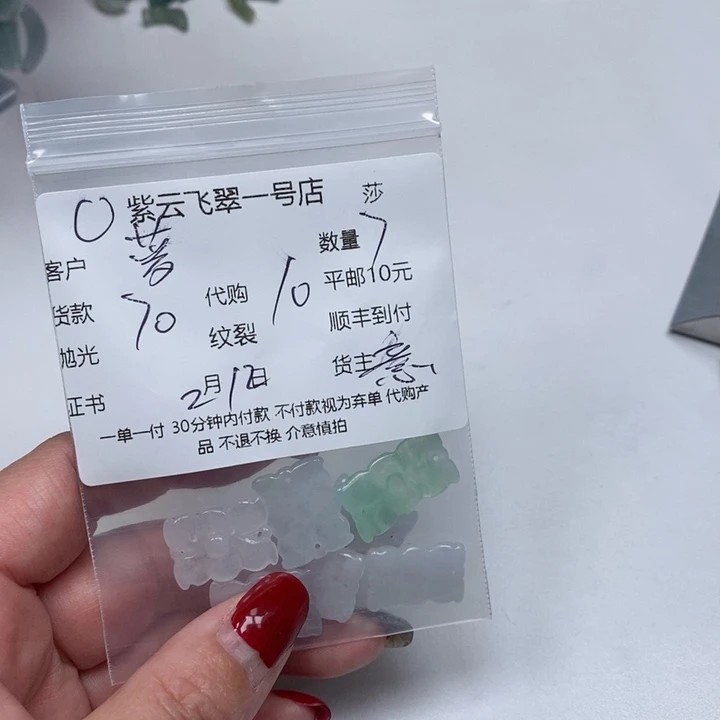 紫云飞翠一号店 莎
客户 数量 7
货款 70 代购 10 平邮10元
抛光 纹裂 顺丰到付
证书 2月1日 货主
一单一付 30分钟内付款 不付款视为弃单 代购产
品 不退不换 介意慎拍